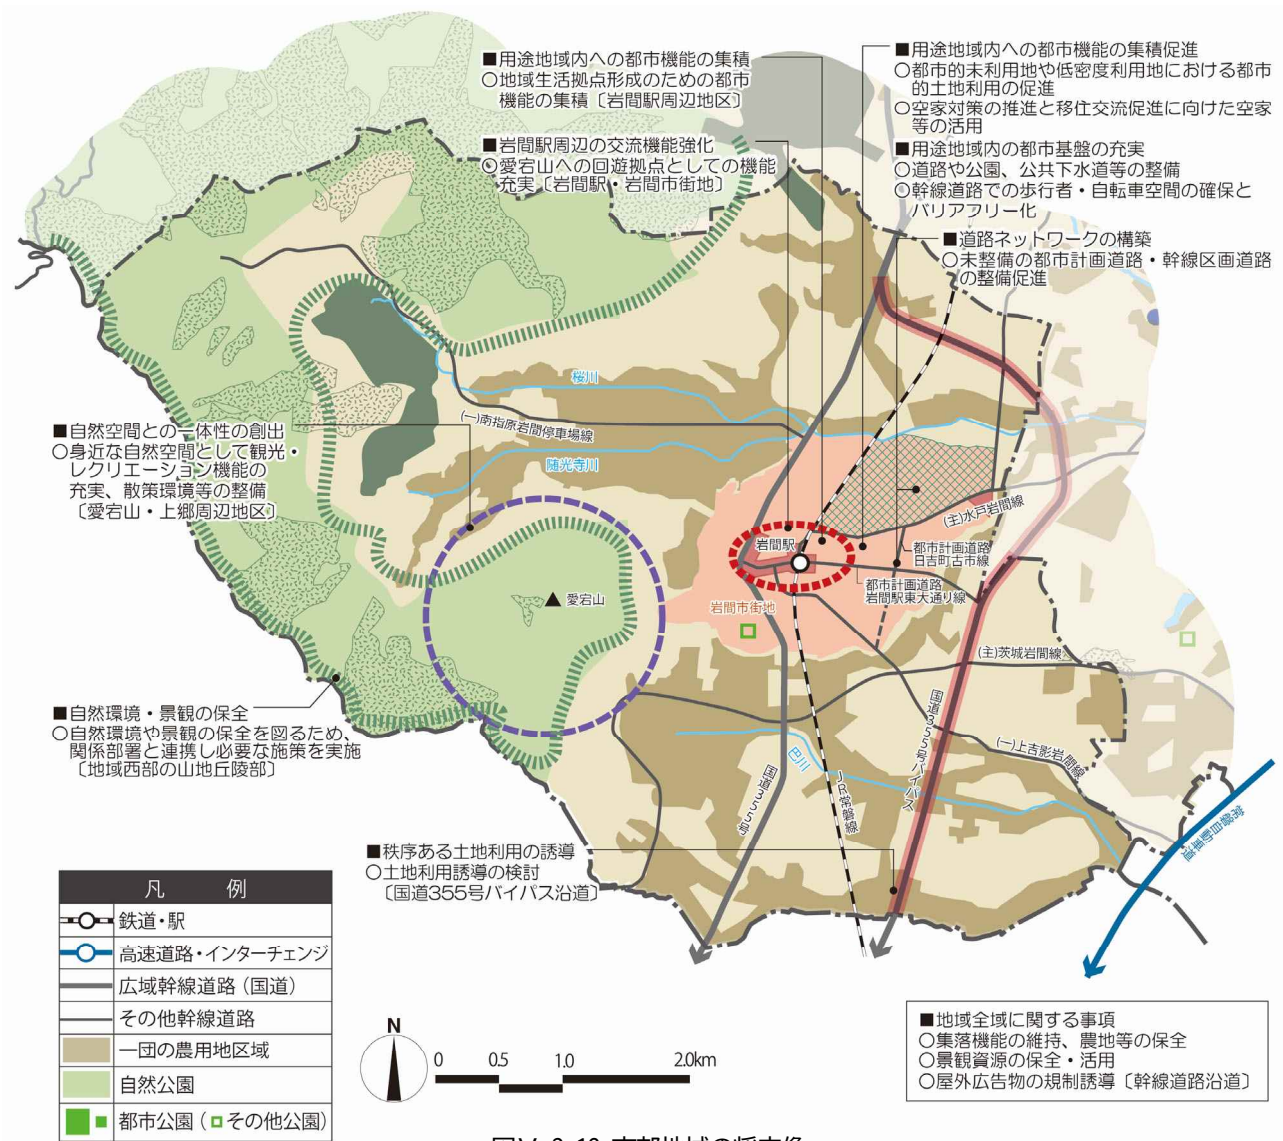 ■用途地域内への都市機能の集積
○地域生活拠点形成のための都市
機能の集積〔岩間駅周辺地区〕
■岩間駅周辺の交流機能強化
○愛宕山への回遊拠点としての機能
充実〔岩間駅・岩間市街地〕
■用途地域内への都市機能の集積促進
○都市的未利用地や低密度利用地における都市
的土地利用の促進
○空家対策の推進と移住交流促進に向けた空家
等の活用
■用途地域内の都市基盤の充実
○道路や公園、公共下水道等の整備
○幹線道路での歩行者・自転車空間の確保と
バリアフリー化
■道路ネットワークの構築
○未整備の都市計画道路・幹線区画道路
の整備促進
桜川
(一)南指原岩間停車場線
随光寺川
■自然空間との一体性の創出
○身近な自然空間として観光・
レクリエーション機能の
充実、散策環境等の整備
〔愛宕山・上郷周辺地区〕
(主)水戸岩間線
岩間駅
都市計画道路
日吉町古市線
都市計画道路
岩間駅東大通り線
愛宕山
岩間市街地
(主)茨城岩間線
■自然環境・景観の保全
○自然環境や景観の保全を図るため、
関係部署と連携し必要な施策を実施
〔地域西部の山地丘陵部〕
国道355号バイパス
(一)上吉影岩間線
巴川
国道355号
JR常磐線
常磐自動車道
■秩序ある土地利用の誘導
○土地利用誘導の検討
〔国道355号バイパス沿道〕
凡 例
鉄道・駅
高速道路・インターチェンジ
広域幹線道路(国道)
その他幹線道路
一団の農用地区域
自然公園
都市公園(その他公園)
N
0 0.5 1.0 2.0km
■地域全域に関する事項
○集落機能の維持、農地等の保全
○景観資源の保全・活用
○屋外広告物の規制誘導〔幹線道路沿道〕